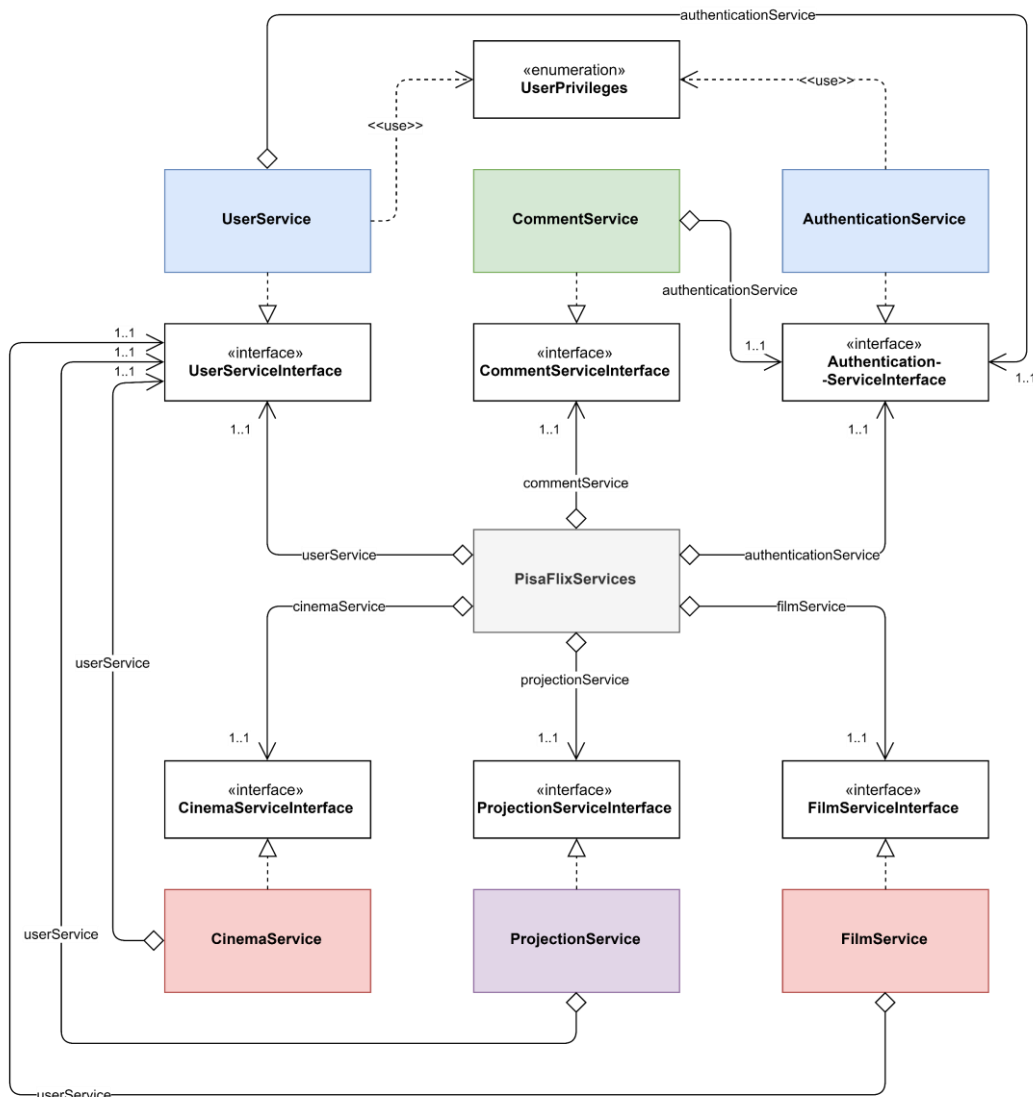 authenticationService
«enumeration»
UserPrivileges
<<use>>
<<use>>
UserService
CommentService
AuthenticationService
authenticationService
1..1
1..1
1..1
1..1
1..1
«interface»
UserServiceInterface
«interface»
CommentServiceInterface
«interface»
Authentication-
-ServiceInterface
1..1
1..1
1..1
commentService
userService
PisaFlixServices
authenticationService
cinemaService
filmService
userService
projectionService
1..1
1..1
1..1
«interface»
CinemaServiceInterface
«interface»
ProjectionServiceInterface
«interface»
FilmServiceInterface
userService
CinemaService
ProjectionService
FilmService
userService